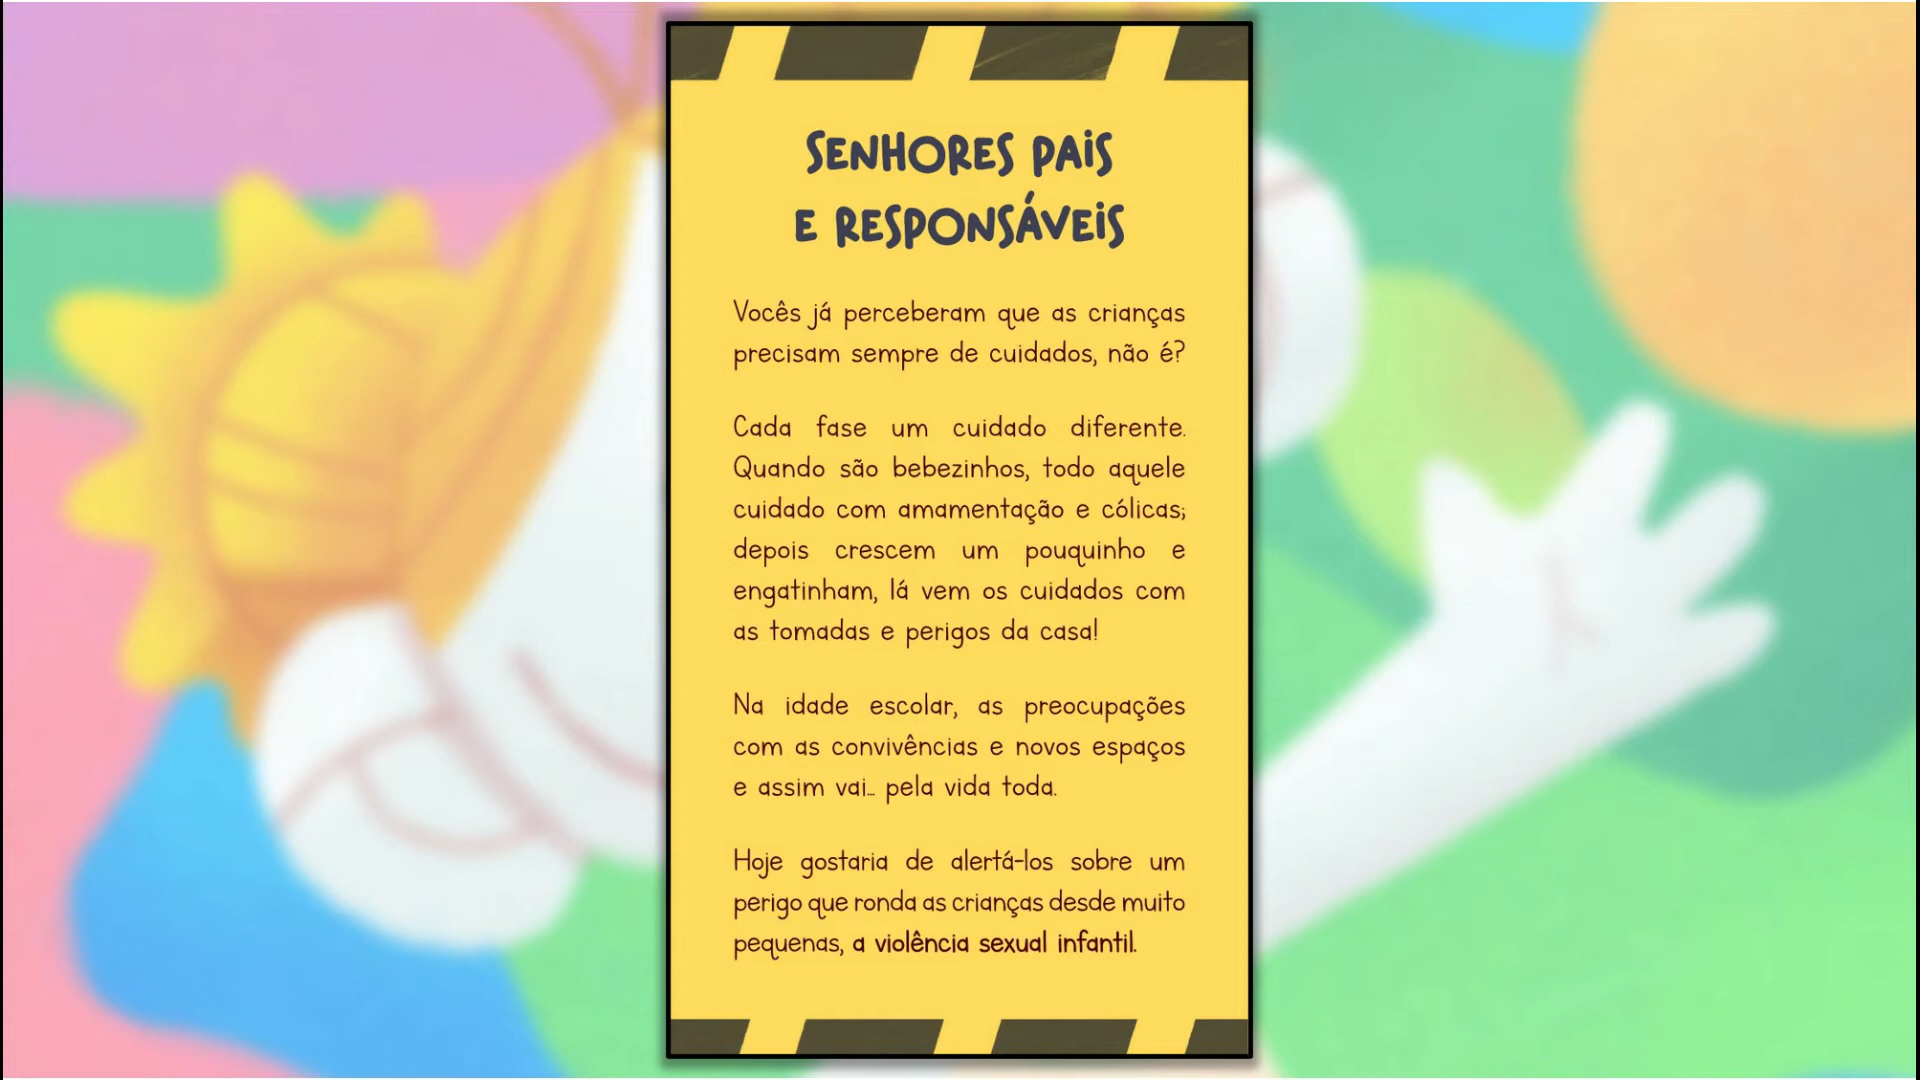 SENHORES PAIS
E RESPONSÁVEIS
Vocês já perceberam que as crianças
precisam sempre de cuidados, não é?
Cada fase um cuidado diferente.
Quando são bebezinhos, todo aquele
cuidado com amamentação e cólicas;
depois crescem um pouquinho e
engatinham, lá vem os cuidados com
as tomadas e perigos da casa!
Na idade escolar, as preocupações
com as convivências e novos espaços
e assim vai... pela vida toda.
Hoje gostaria de alertá-los sobre um
perigo que ronda as crianças desde muito
pequenas, a violência sexual infantil.